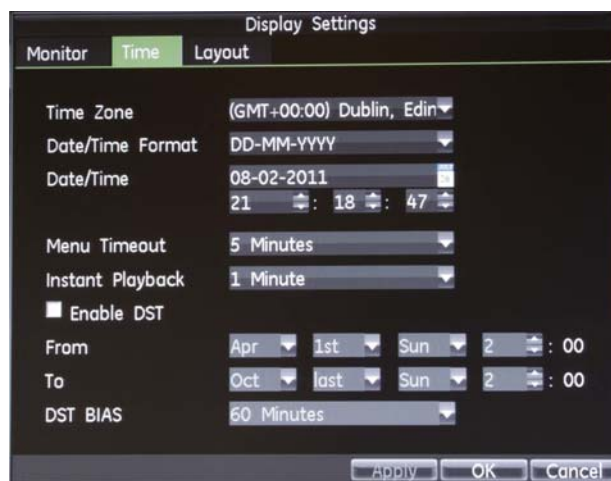 Display Settings
Monitor Time Layout
Time Zone (GMT+00:00) Dublin, Edin
Date/Time Format DD-MM-YYYY
Date/Time 08-02-2011
21 : 18 : 47
Menu Timeout 5 Minutes
Instant Playback 1 Minute
Enable DST
From Apr 1st Sun 2 : 00
To Oct last Sun 2 : 00
DST BIAS 60 Minutes
Apply OK Cancel